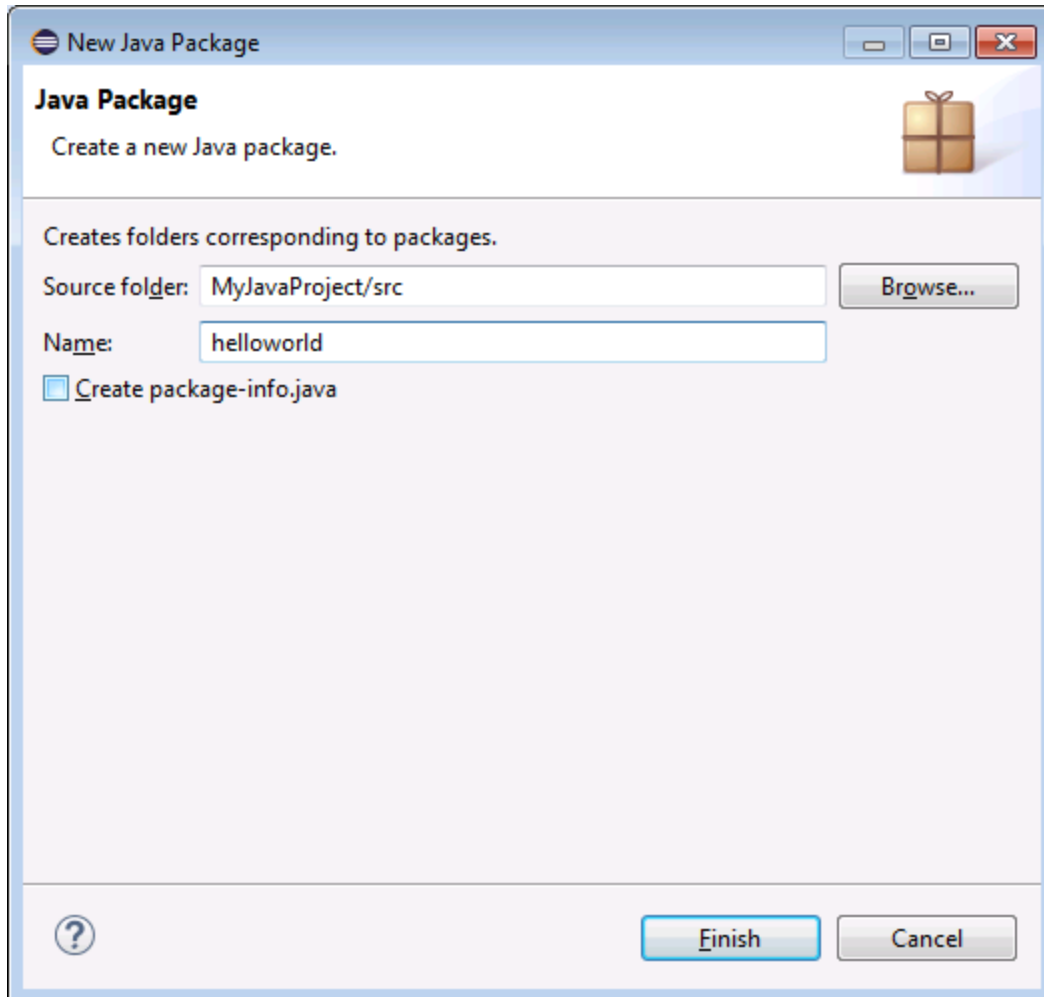 New Java Package
Java Package
Create a new Java package.
Creates folders corresponding to packages.
Source folder: MyJavaProject/src Browse...
Name: helloworld
Create package-info.java
? Finish Cancel